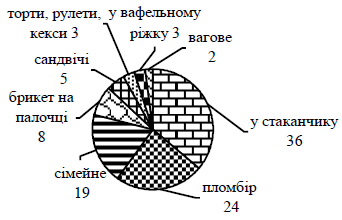 торти, рулети,
кекси 3
у вафельному
ріжку 3
вагове
2
сандвічі
5
брикет на
палочці
8
у стаканчику
36
сімейне
19
пломбір
24